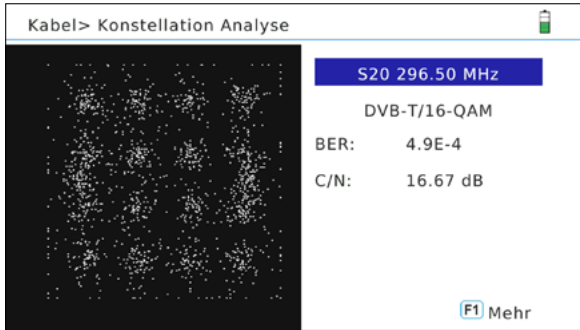 Kabel> Konstellation Analyse
S20 296.50 MHz
DVB-T/16-QAM
BER: 4.9E-4
C/N: 16.67 dB
F1 Mehr